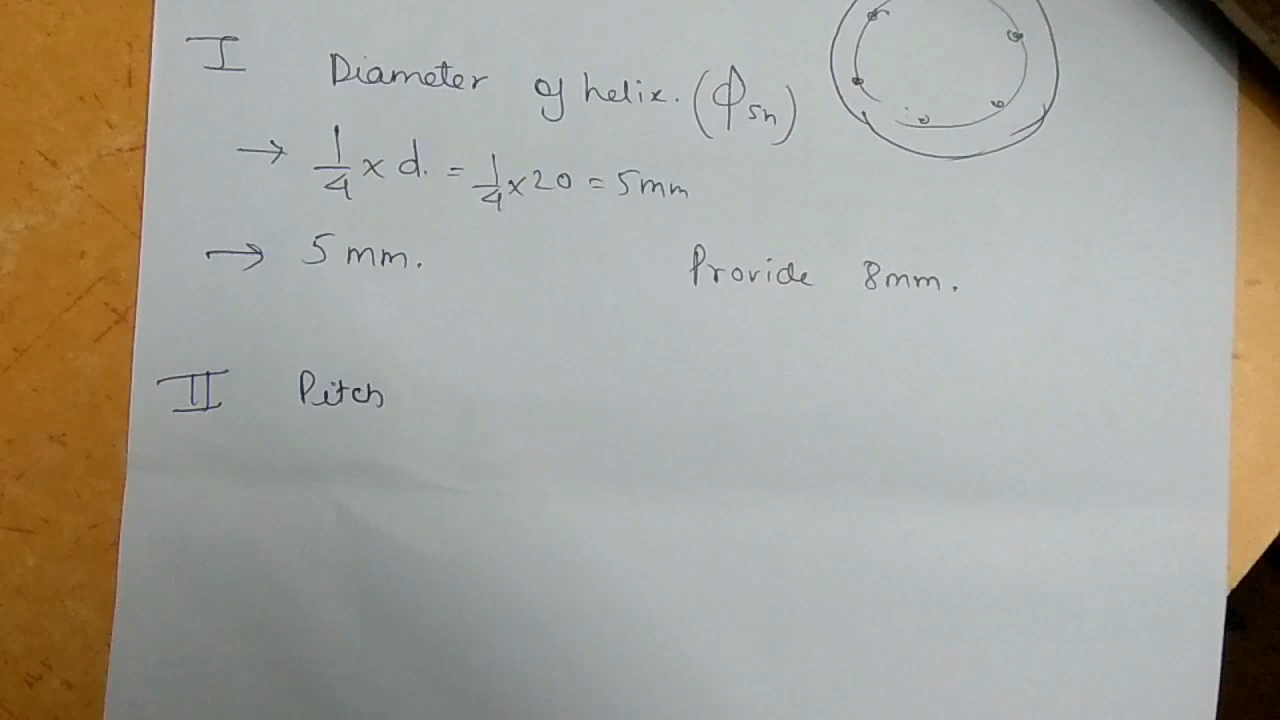 I Diameter of helix. (ϕsh)
→ 1/4 x d. = 1/4 x 20 = 5mm
→ 5 mm. Provide 8mm.
II Pitch